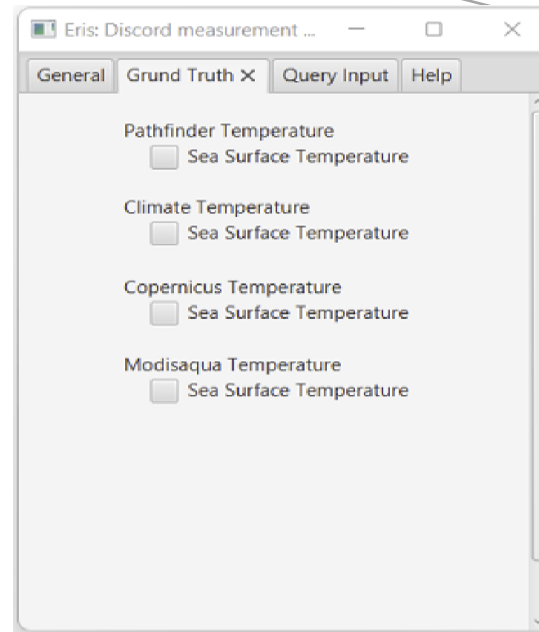 Eris: Discord measurement ...
General Grund Truth Query Input Help
Pathfinder Temperature
Sea Surface Temperature
Climate Temperature
Sea Surface Temperature
Copernicus Temperature
Sea Surface Temperature
Modisaqua Temperature
Sea Surface Temperature